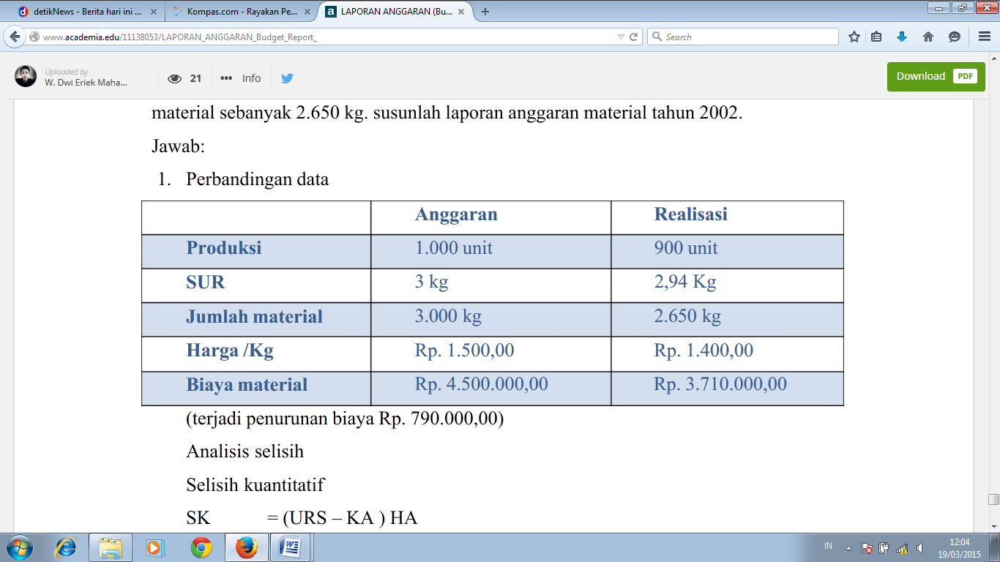 detikNews - Berita hari ini ...
Kompas.com - Rayakan Pe...
a LAPORAN ANGGARAN (Bu...
www.academia.edu/11138053/LAPORAN_ANGGARAN_Budget_Report_
Search
Uploaded by
W. Dwi Eriek Maha...
21
Info
Download PDF
material sebanyak 2.650 kg. susunlah laporan anggaran material tahun 2002.
Jawab:
1. Perbandingan data
Anggaran Realisasi
Produksi 1.000 unit 900 unit
SUR 3 kg 2,94 Kg
Jumlah material 3.000 kg 2.650 kg
Harga /Kg Rp. 1.500,00 Rp. 1.400,00
Biaya material Rp. 4.500.000,00 Rp. 3.710.000,00
(terjadi penurunan biaya Rp. 790.000,00)
Analisis selisih
Selisih kuantitatif
SK = (URS – KA ) HA
IN
12:04
19/03/2015